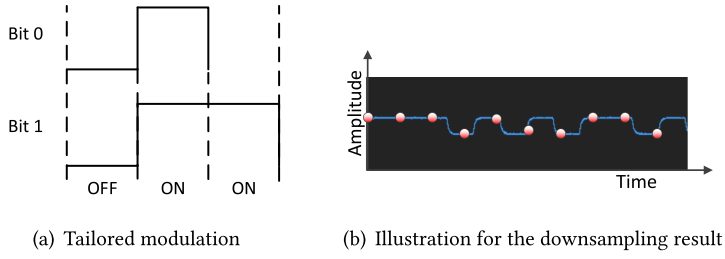 Bit 0
Bit 1
OFF ON ON
(a) Tailored modulation
Amplitude
Time
(b) Illustration for the downsampling result